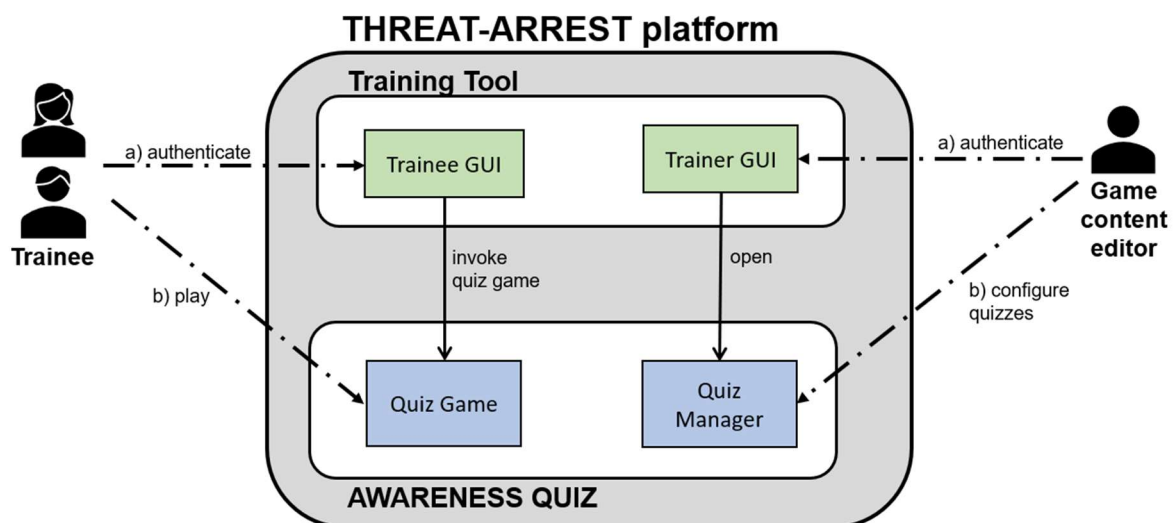 THREAT-ARREST platform
Training Tool
a) authenticate
Trainee GUI
Trainer GUI
a) authenticate
Trainee
Game
content
editor
invoke
quiz game
open
b) play
b) configure
quizzes
Quiz Game
Quiz
Manager
AWARENESS QUIZ